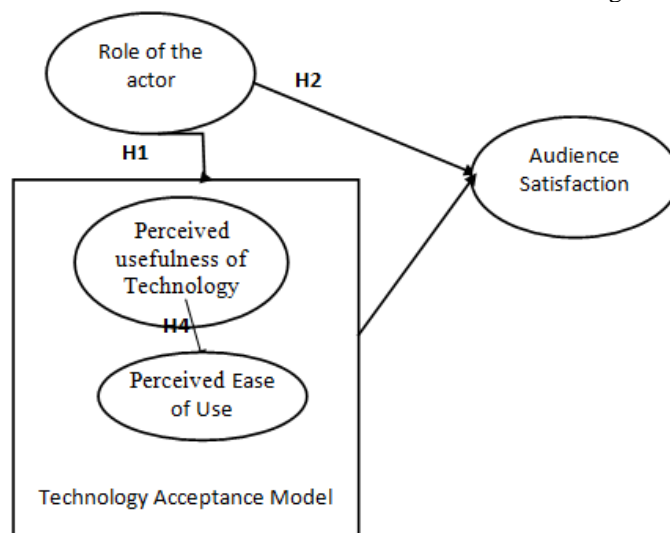 Role of the
actor
H2
H1
Audience
Satisfaction
Perceived
usefulness of
Technology
H4
Perceived Ease
of Use
Technology Acceptance Model